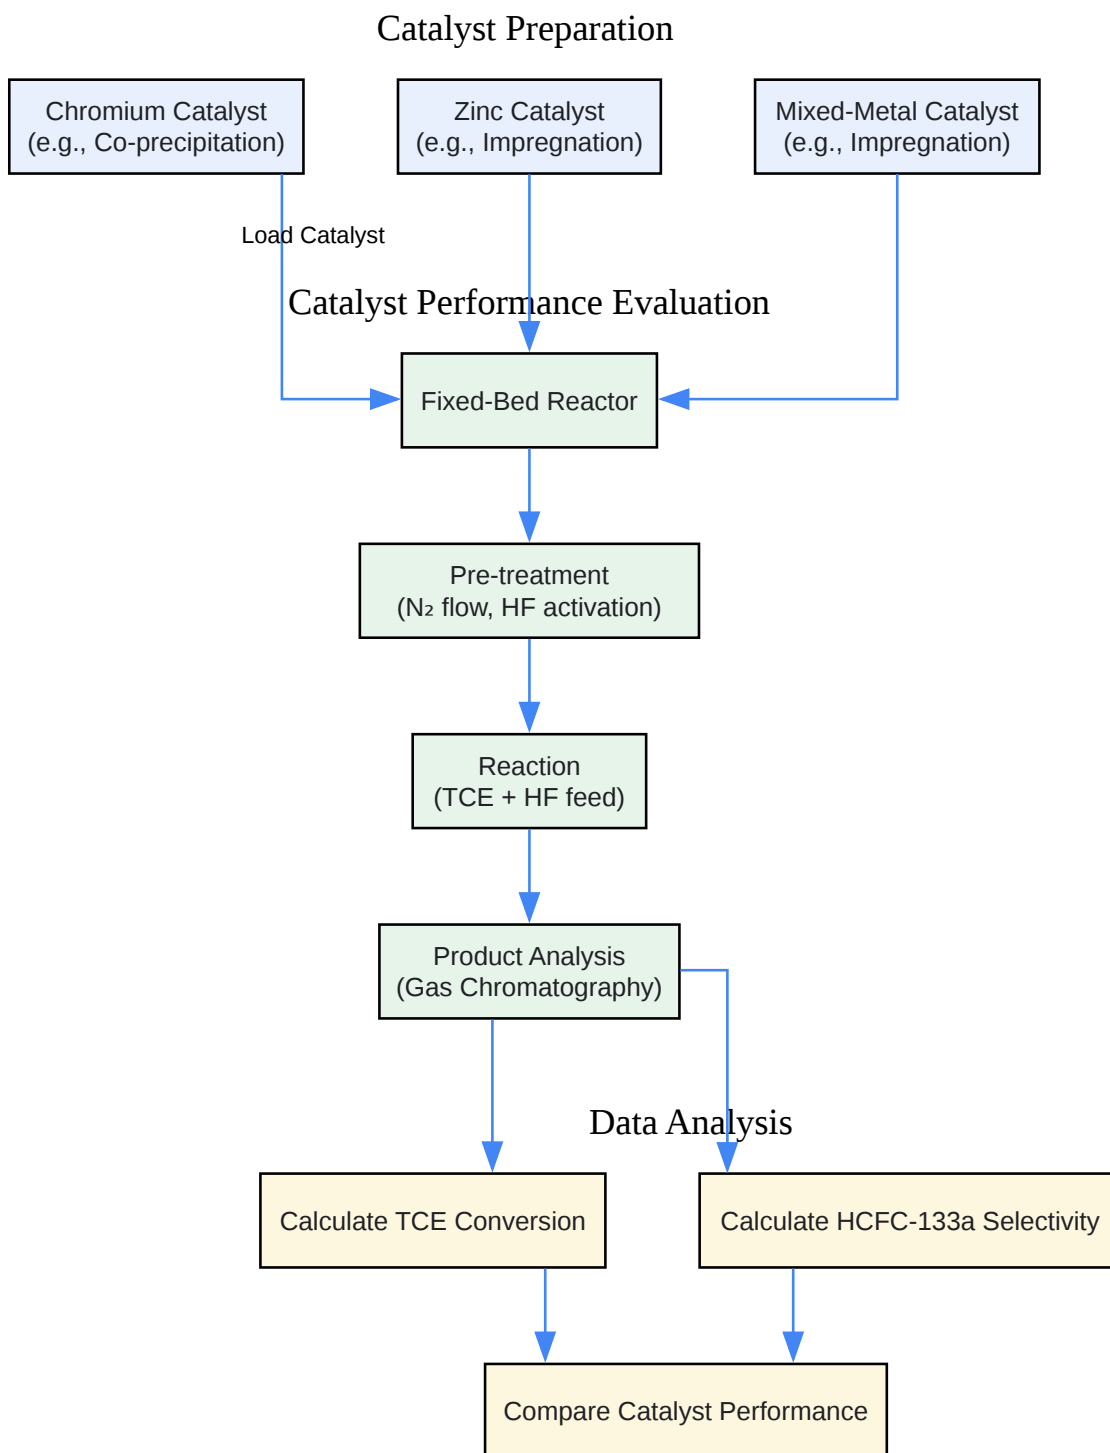 Catalyst Preparation
Chromium Catalyst
(e.g., Co-precipitation)
Zinc Catalyst
(e.g., Impregnation)
Mixed-Metal Catalyst
(e.g., Impregnation)
Load Catalyst
Catalyst Performance Evaluation
Fixed-Bed Reactor
Pre-treatment
(N₂ flow, HF activation)
Reaction
(TCE + HF feed)
Product Analysis
(Gas Chromatography)
Data Analysis
Calculate TCE Conversion
Calculate HCFC-133a Selectivity
Compare Catalyst Performance